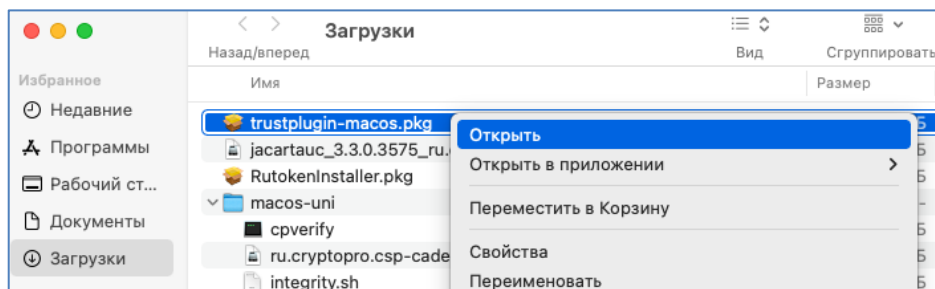 Загрузки
Назад/вперед
Вид
Сгруппировать
Избранное
Имя
Размер
Недавние
Программы
Рабочий ст...
Документы
Загрузки
trustplugin-macos.pkg
jacartauc_3.3.0.3575_ru.
RutokenInstaller.pkg
macos-uni
cpverify
ru.cryptopro.csp-cade
integrity.sh
Открыть
Открыть в приложении
Переместить в Корзину
Свойства
Переименовать